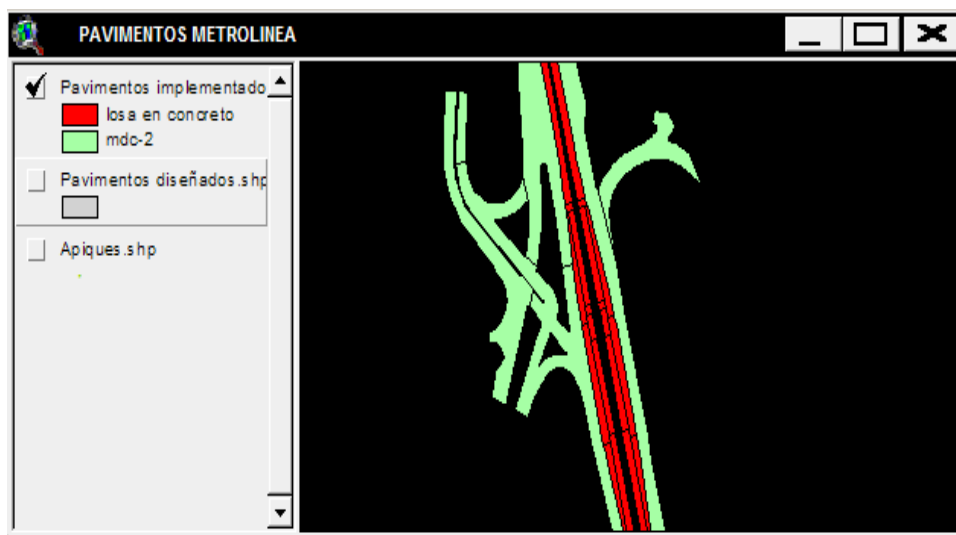 PAVIMENTOS METROLINEA
Pavimentos implementado
losa en concreto
mdc-2
Pavimentos diseñados.shp
Apiques.shp